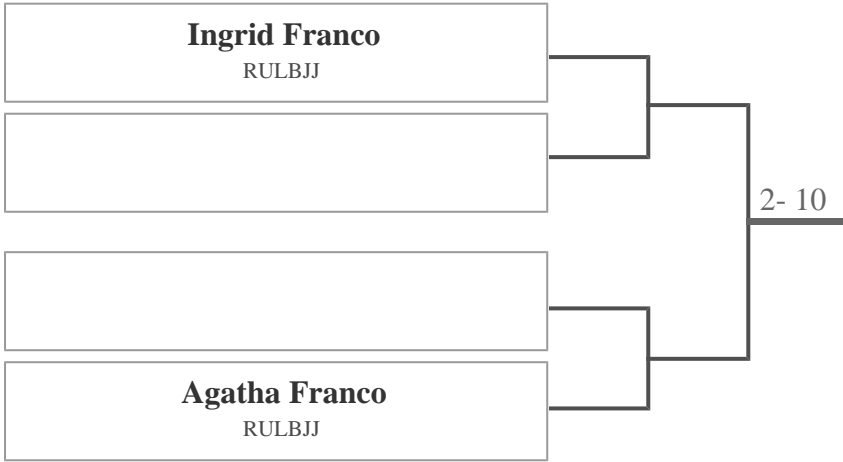 Ingrid Franco
RULBJJ
2- 10
Agatha Franco
RULBJJ